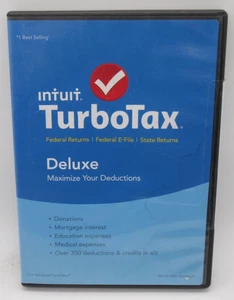 #1 Best Selling
intuit
TurboTax
Federal Returns | Federal E-File | State Returns
Deluxe
Maximize Your Deductions
• Donations
• Mortgage interest
• Education expenses
• Medical expenses
• Over 350 deductions & credits in all!